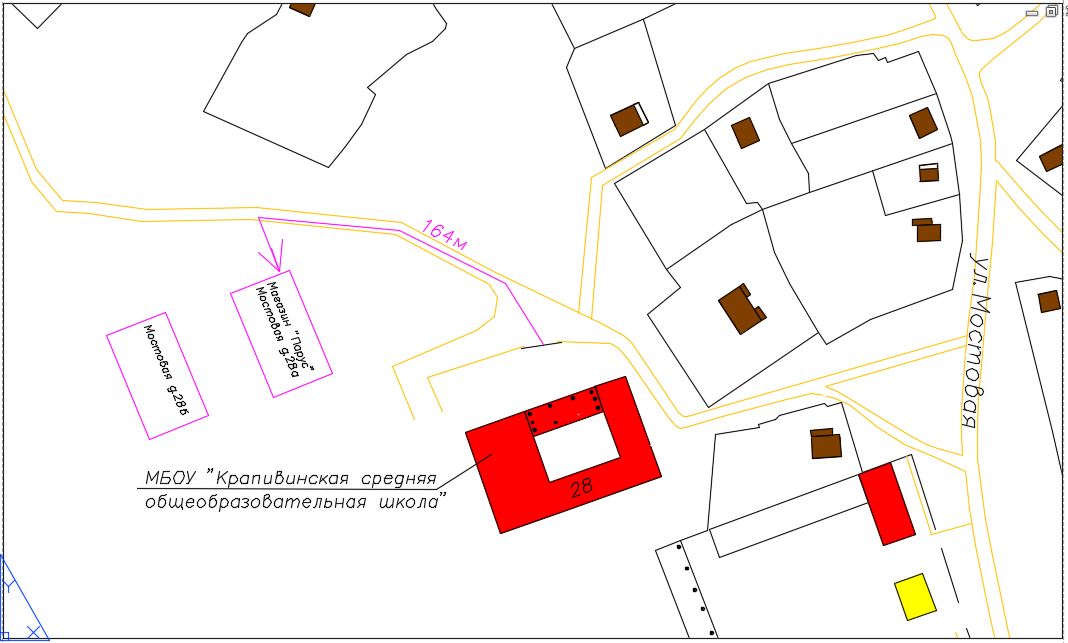 164м
ул.Мостовая
Магазин "Парус"
Мостовая д.28а
Мостовая д.28б
МБОУ "Крапивинская средняя
общеобразовательная школа"
28
Y
X